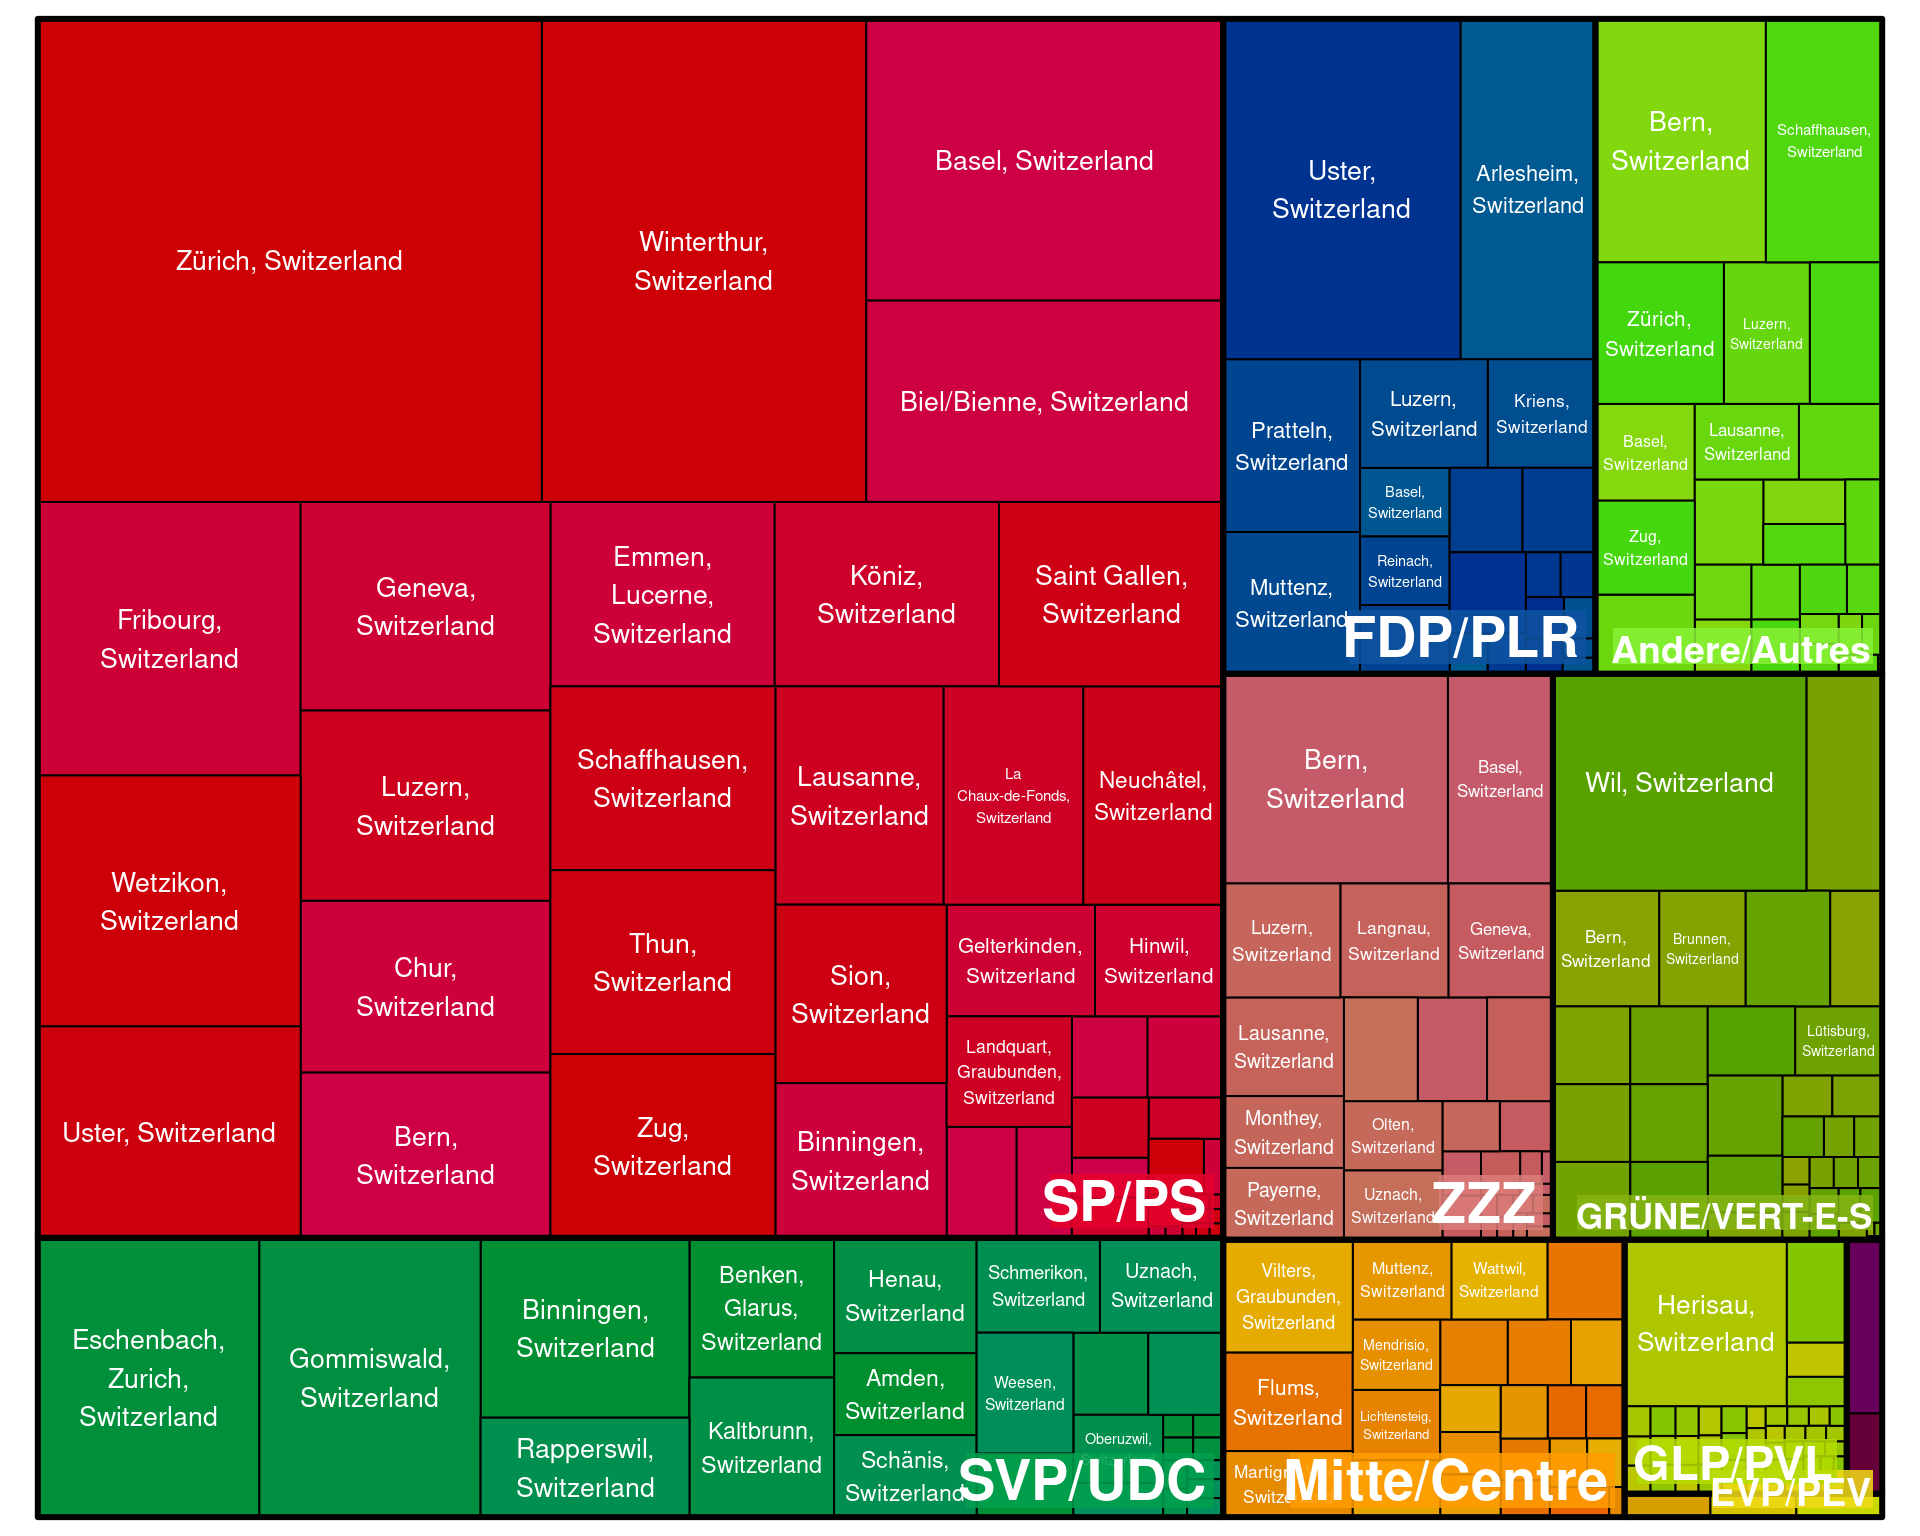 Zürich, Switzerland
Winterthur,
Switzerland
Basel, Switzerland
Biel/Bienne, Switzerland
Fribourg,
Switzerland
Wetzikon,
Switzerland
Uster, Switzerland
Geneva,
Switzerland
Luzern,
Switzerland
Chur,
Switzerland
Bern,
Switzerland
Emmen,
Lucerne,
Switzerland
Schaffhausen,
Switzerland
Thun,
Switzerland
Zug,
Switzerland
Köniz,
Switzerland
Saint Gallen,
Switzerland
Lausanne,
Switzerland
La
Chaux-de-Fonds,
Switzerland
Neuchâtel,
Switzerland
Sion,
Switzerland
Binningen,
Switzerland
Gelterkinden,
Switzerland
Hinwil,
Switzerland
Landquart,
Graubunden,
Switzerland
SP/PS
Eschenbach,
Zurich,
Switzerland
Gommiswald,
Switzerland
Binningen,
Switzerland
Rapperswil,
Switzerland
Benken,
Glarus,
Switzerland
Kaltbrunn,
Switzerland
Henau,
Switzerland
Amden,
Switzerland
Schänis,
Switzerland
Schmerikon,
Switzerland
Uznach,
Switzerland
Weesen,
Switzerland
Oberuzwil,
SVP/UDC
Uster,
Switzerland
Arlesheim,
Switzerland
Pratteln,
Switzerland
Muttenz,
Switzerland
Luzern,
Switzerland
Kriens,
Switzerland
Basel,
Switzerland
Reinach,
Switzerland
FDP/PLR
Bern,
Switzerland
Schaffhausen,
Switzerland
Zürich,
Switzerland
Luzern,
Switzerland
Basel,
Switzerland
Lausanne,
Switzerland
Zug,
Switzerland
Andere/Autres
Bern,
Switzerland
Basel,
Switzerland
Luzern,
Switzerland
Langnau,
Switzerland
Geneva,
Switzerland
Lausanne,
Switzerland
Monthey,
Switzerland
Olten,
Switzerland
Payerne,
Switzerland
Uznach,
Switzerland
ZZZ
Wil, Switzerland
Bern,
Switzerland
Brunnen,
Switzerland
Lütisburg,
Switzerland
GRÜNE/VERT-E-S
Vilters,
Graubunden,
Switzerland
Muttenz,
Switzerland
Wattwil,
Switzerland
Flums,
Switzerland
Mendrisio,
Switzerland
Lichtensteig,
Switzerland
Mitte/Centre
Herisau,
Switzerland
GLP/PVL
EVP/PEV